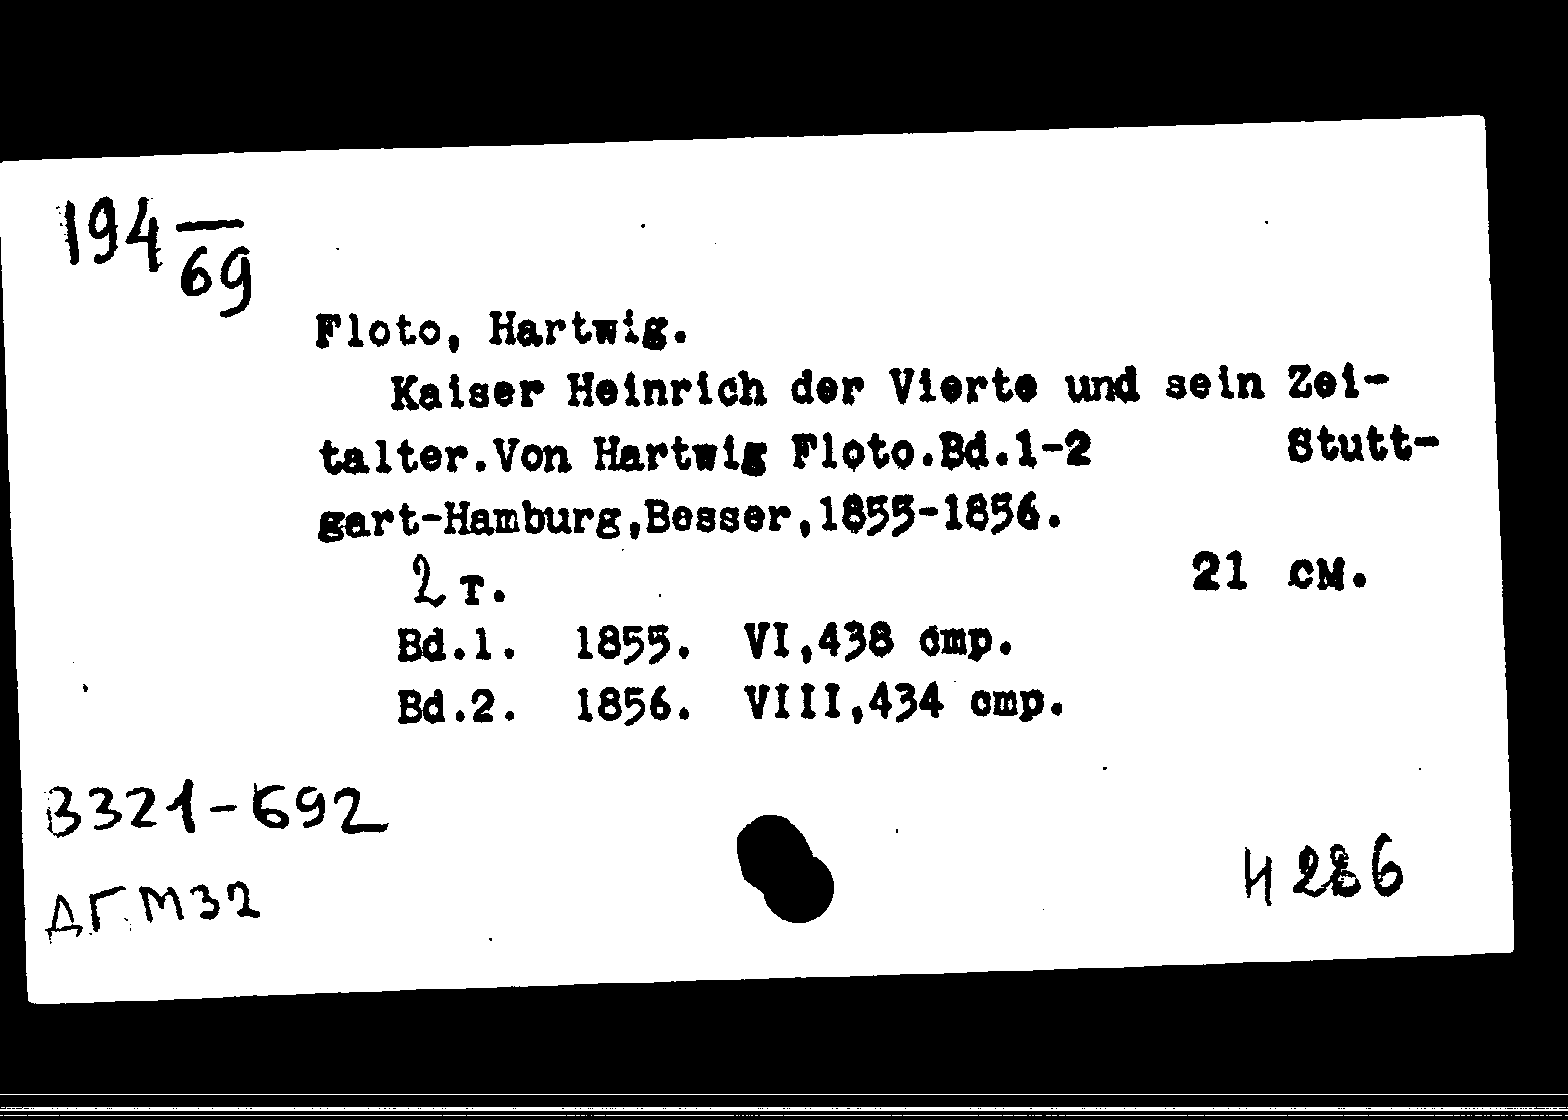 194 69
Floto, Hartwig.
Kaiser Heinrich der Vierte und sein Zei-
talter.Von Hartwig Floto.Bd.1-2 Stutt-
gart-Hamburg,Besser,1855-1856.
2 т. 21 см.
Bd.1. 1855. VI,438 стр.
Bd.2. 1856. VIII,434 стр.
В321-692
ДГ.М32
И 286